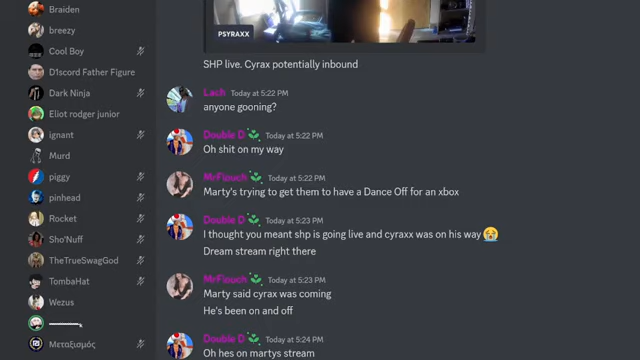 Braiden
breezy
Cool Boy
D1scord Father Figure
Dark Ninja
Eliot rodger junior
ignant
Murd
piggy
pinhead
Rocket
Sho'Nuff
TheTrueSwagGod
TombaHat
Wezus
Μεταξισμός
PSYRAXX
SHP live. Cyrax potentially inbound
Lach Today at 5:22 PM
anyone gooning?
Double D Today at 5:22 PM
Oh shit on my way
MrFlouch Today at 5:22 PM
Marty's trying to get them to have a Dance Off for an xbox
Double D Today at 5:23 PM
I thought you meant shp is going live and cyraxx was on his way 😭
Dream stream right there
MrFlouch Today at 5:23 PM
Marty said cyrax was coming
He's been on and off
Double D Today at 5:24 PM
Oh hes on martys stream